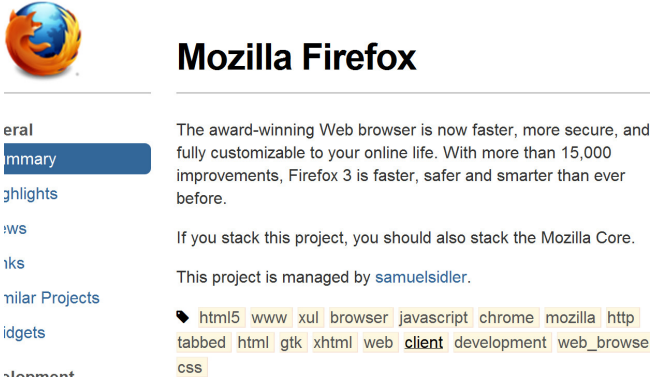 Mozilla Firefox
eral
ummary
ghlights
ews
nks
milar Projects
idgets
elopment
The award-winning Web browser is now faster, more secure, and
fully customizable to your online life. With more than 15,000
improvements, Firefox 3 is faster, safer and smarter than ever
before.
If you stack this project, you should also stack the Mozilla Core.
This project is managed by samuelsidler.
html5 www xul browser javascript chrome mozilla http
tabbed html gtk xhtml web client development web_browse
css